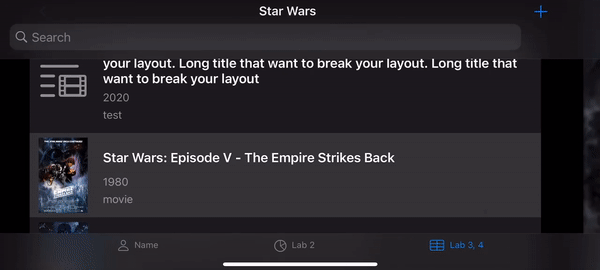 Star Wars
+
Search
your layout. Long title that want to break your layout. Long title that
want to break your layout
2020
test
Star Wars: Episode V - The Empire Strikes Back
1980
movie
Name
Lab 2
Lab 3, 4